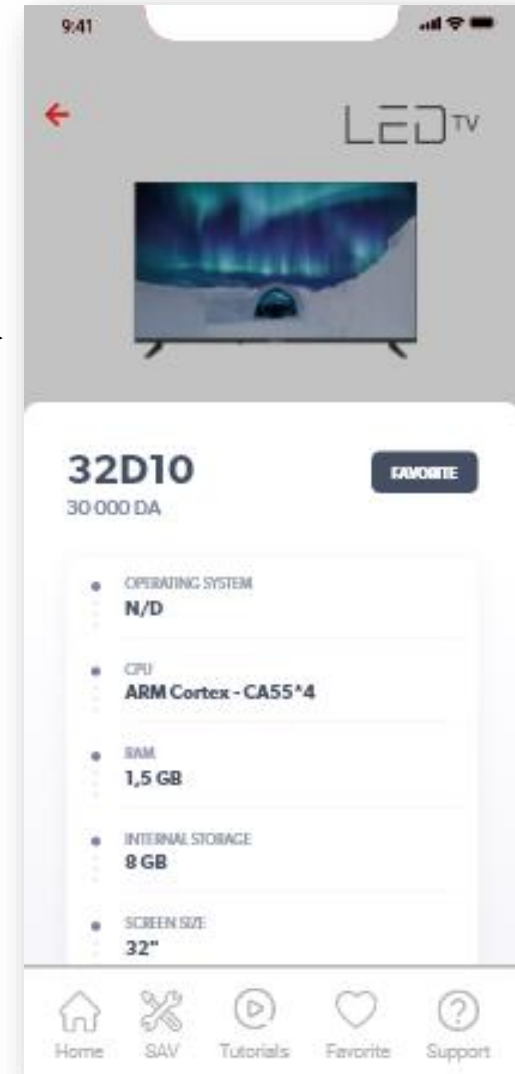 9:41
LED TV
32D10
FAVORITE
30 000 DA
OPERATING SYSTEM
N/D
CPU
ARM Cortex - CA55*4
RAM
1,5 GB
INTERNAL STORAGE
8 GB
SCREEN SIZE
32"
Home SAV Tutorials Favorite Support